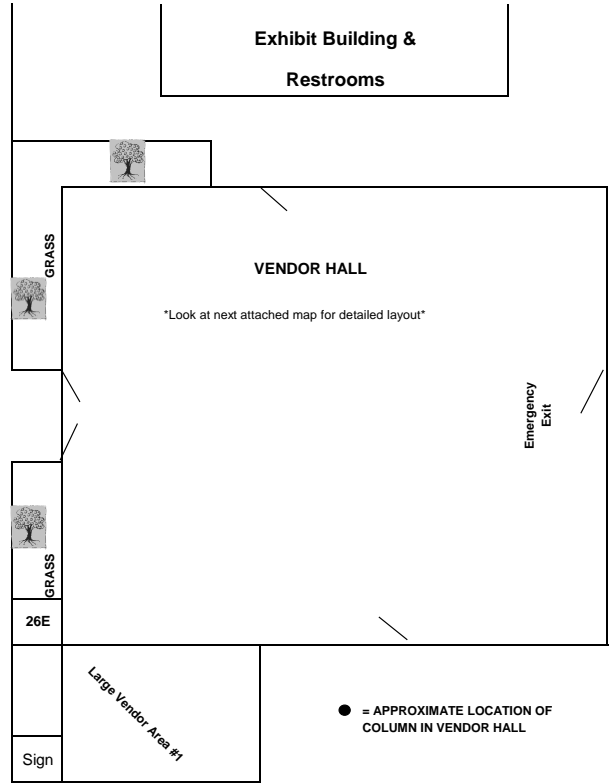 Exhibit Building &
Restrooms
GRASS
VENDOR HALL
*Look at next attached map for detailed layout*
Emergency
Exit
GRASS
26E
Large Vendor Area #1
= APPROXIMATE LOCATION OF
COLUMN IN VENDOR HALL
Sign